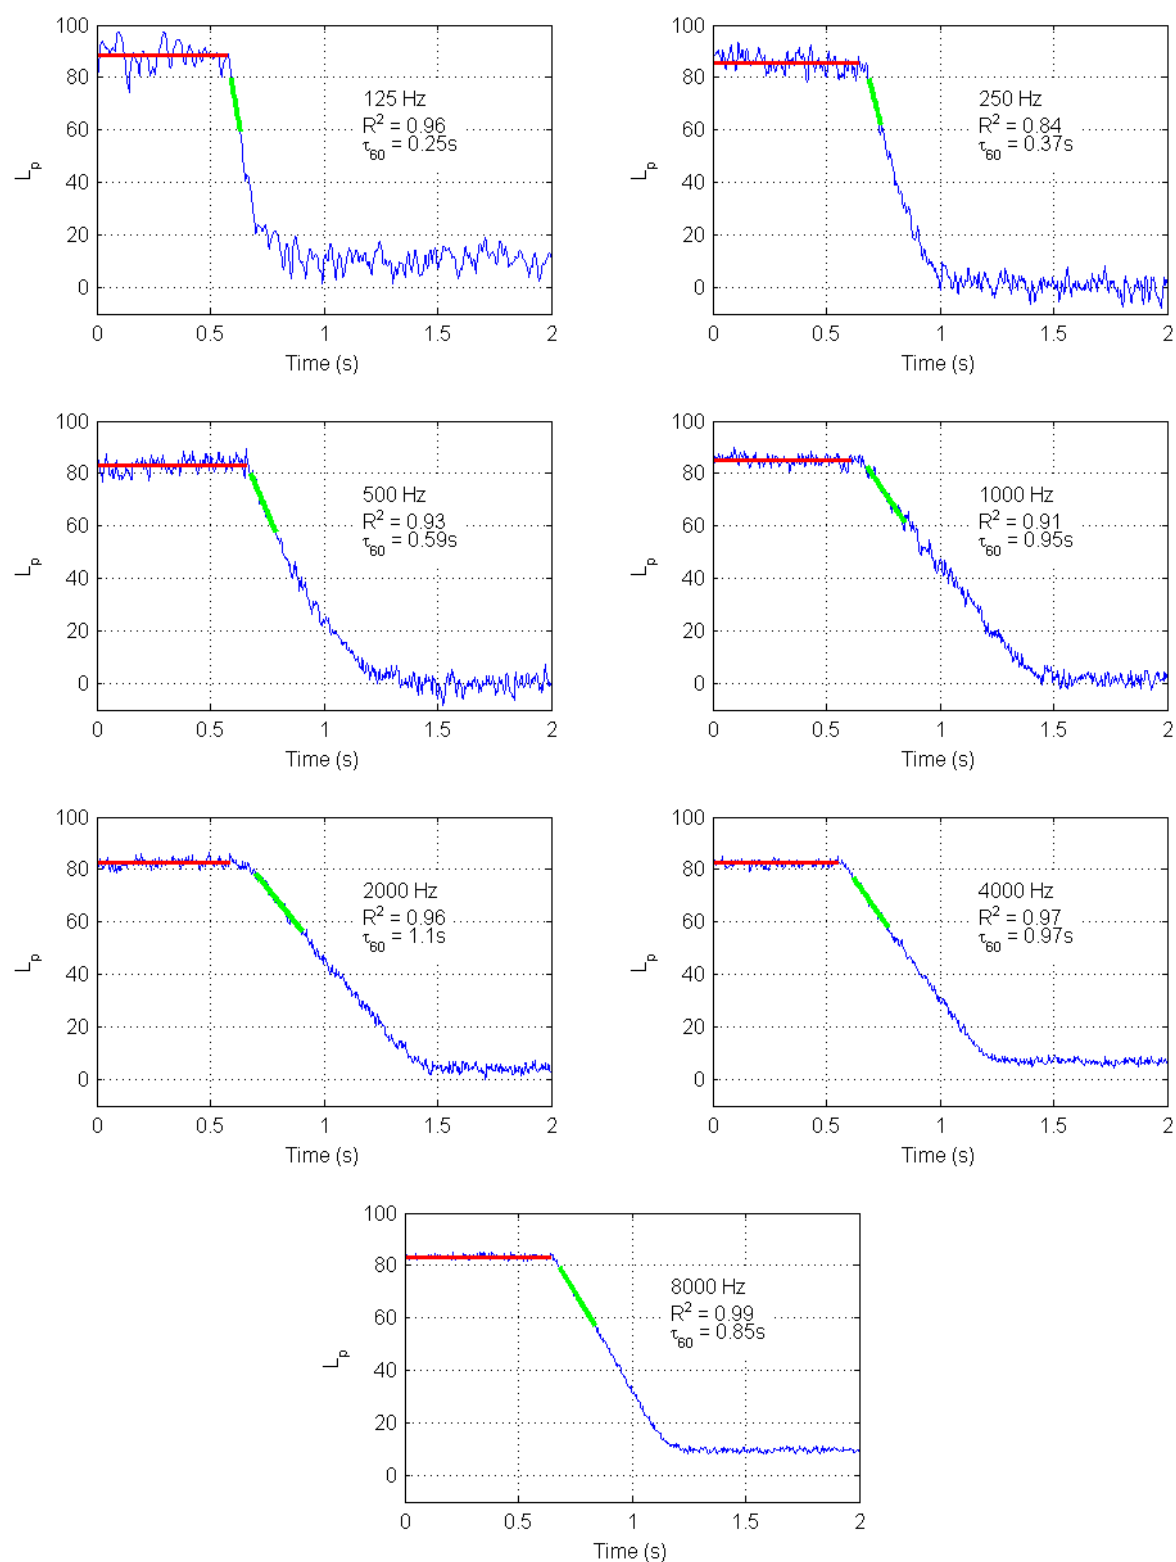 100
80
60
40
20
0
L_p
125 Hz
R² = 0.96
τ₆₀ = 0.25s
0 0.5 1 1.5 2
Time (s)
100
80
60
40
20
0
L_p
250 Hz
R² = 0.84
τ₆₀ = 0.37s
0 0.5 1 1.5 2
Time (s)
100
80
60
40
20
0
L_p
500 Hz
R² = 0.93
τ₆₀ = 0.59s
0 0.5 1 1.5 2
Time (s)
100
80
60
40
20
0
L_p
1000 Hz
R² = 0.91
τ₆₀ = 0.95s
0 0.5 1 1.5 2
Time (s)
100
80
60
40
20
0
L_p
2000 Hz
R² = 0.96
τ₆₀ = 1.1s
0 0.5 1 1.5 2
Time (s)
100
80
60
40
20
0
L_p
4000 Hz
R² = 0.97
τ₆₀ = 0.97s
0 0.5 1 1.5 2
Time (s)
100
80
60
40
20
0
L_p
8000 Hz
R² = 0.99
τ₆₀ = 0.85s
0 0.5 1 1.5 2
Time (s)